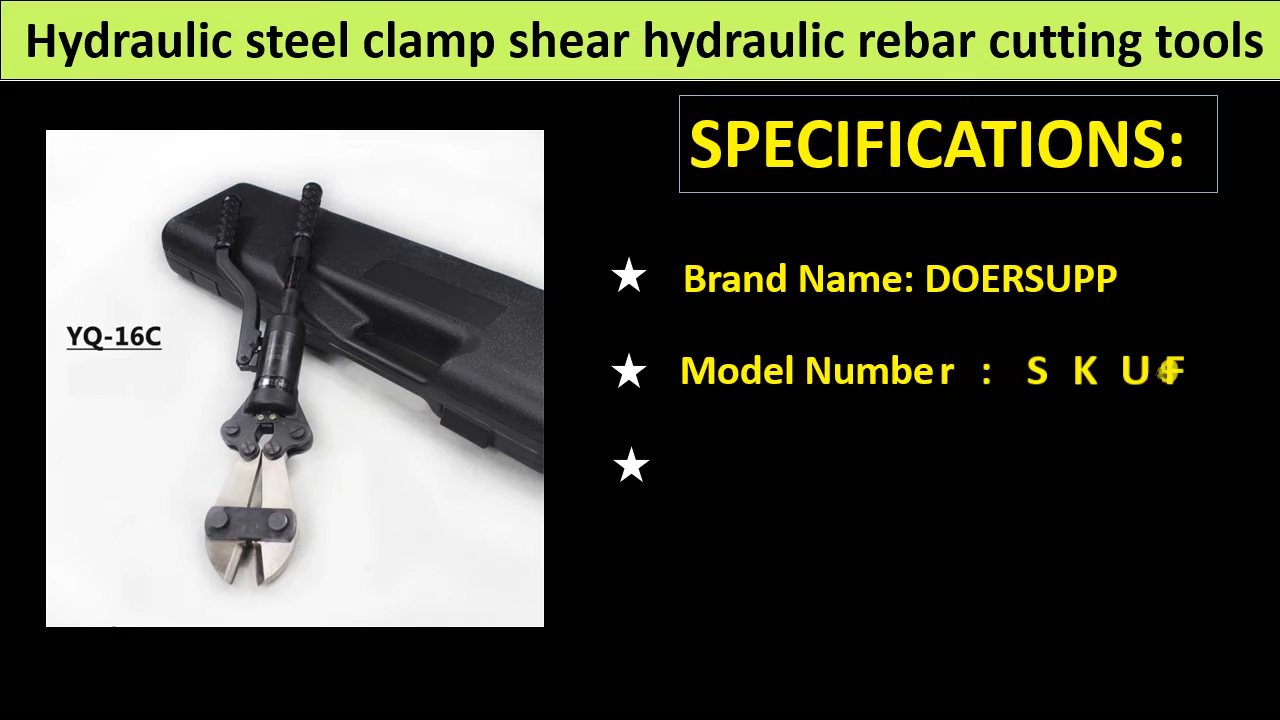 Hydraulic steel clamp shear hydraulic rebar cutting tools
SPECIFICATIONS:
YQ-16C
Brand Name: DOERSUPP
Model Number :